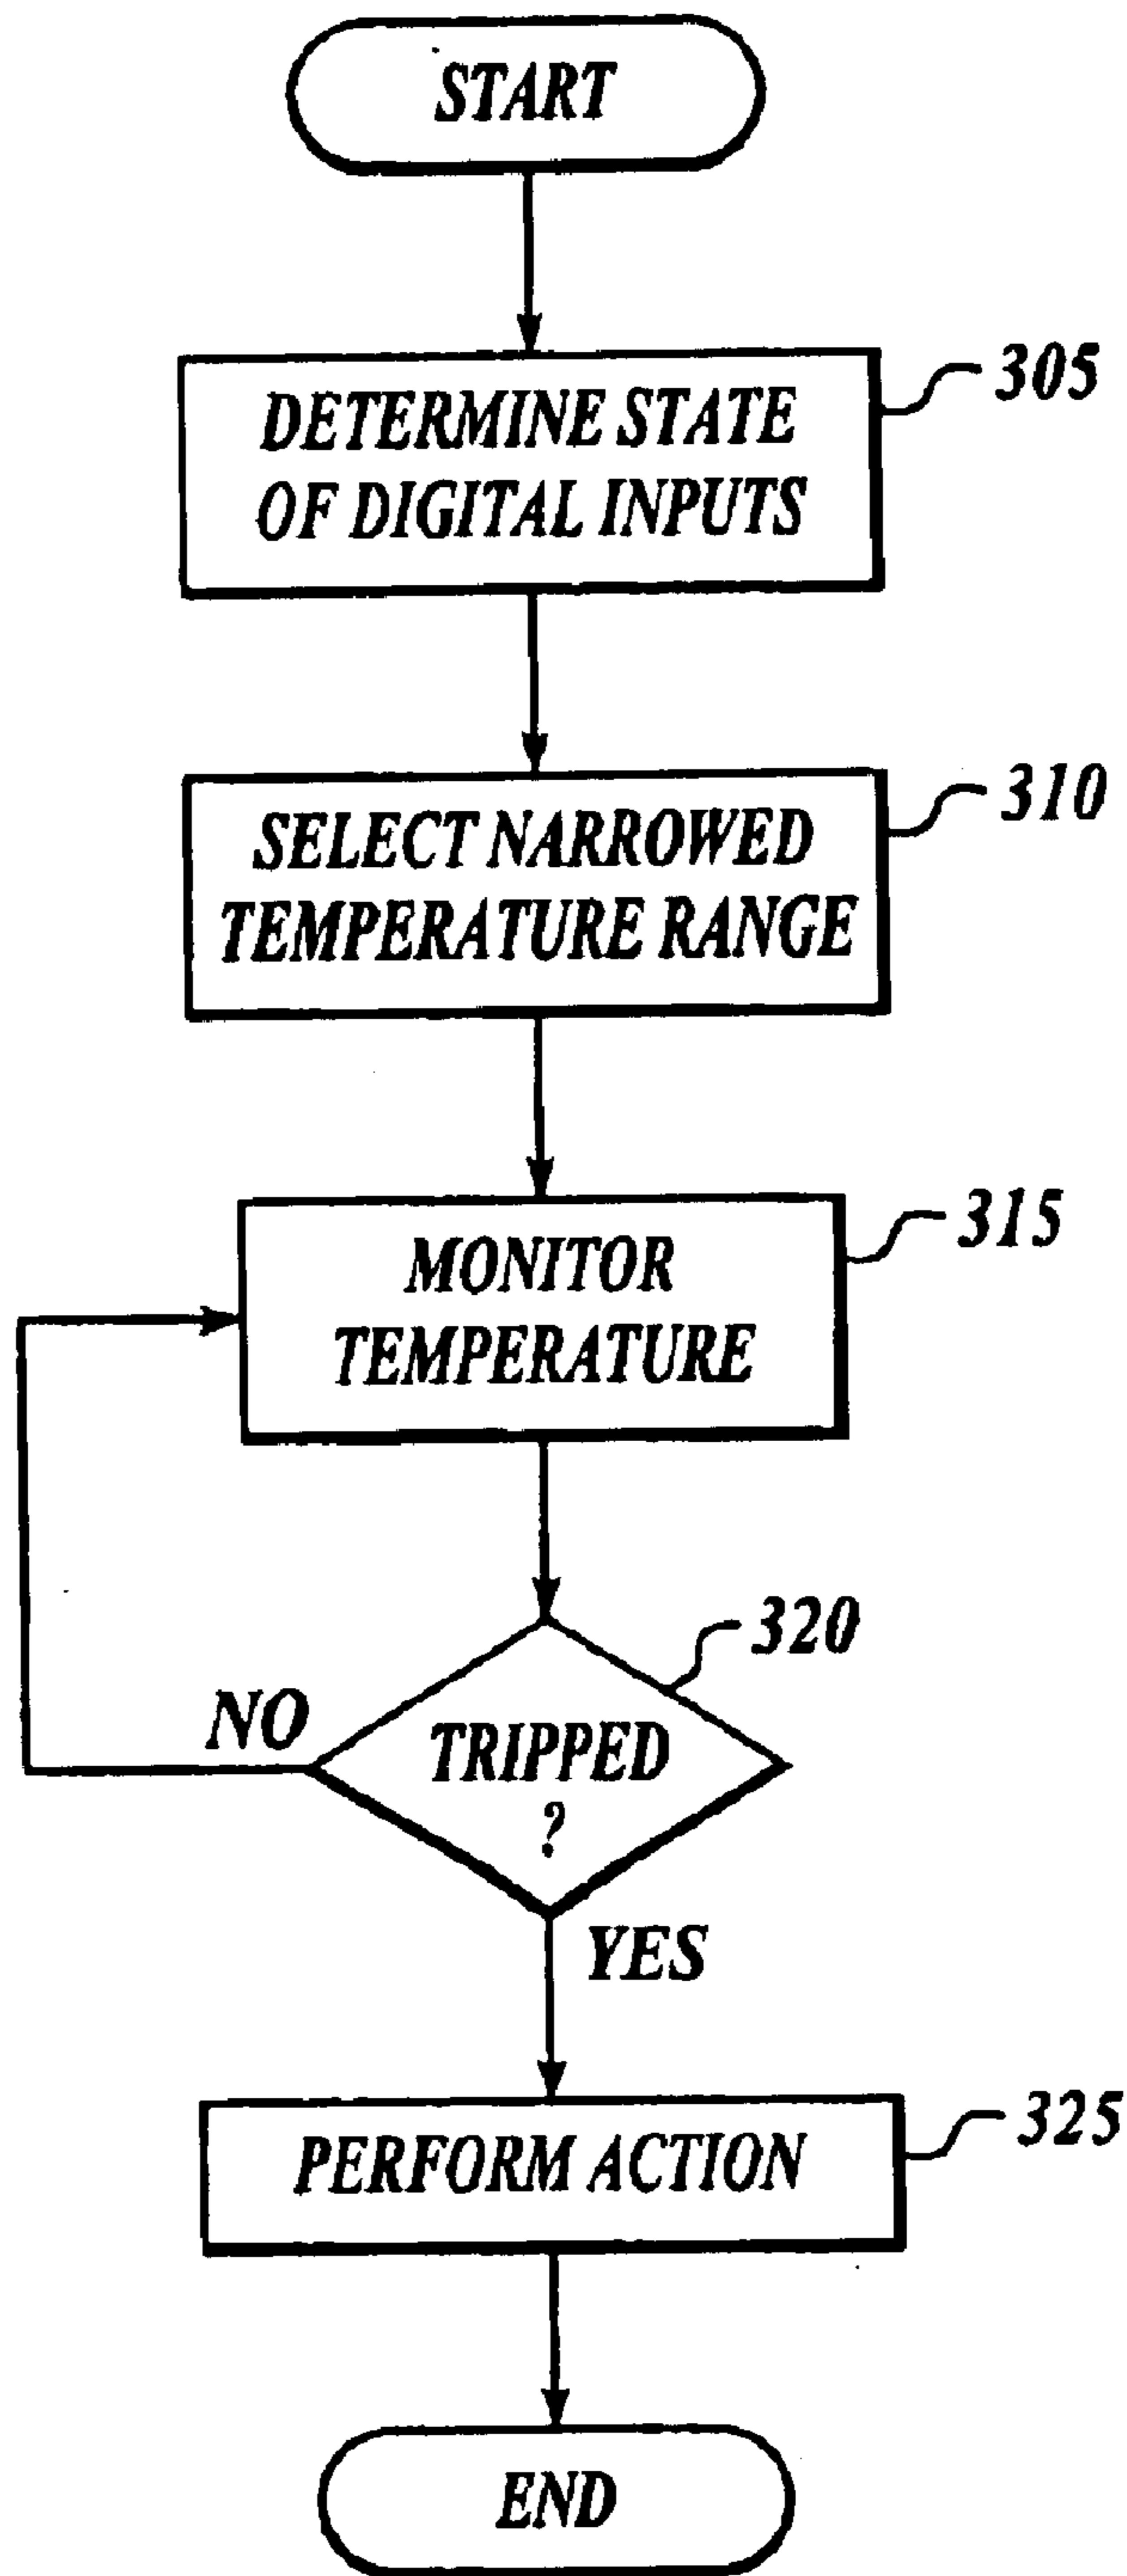 START
DETERMINE STATE
OF DIGITAL INPUTS
305
SELECT NARROWED
TEMPERATURE RANGE
310
MONITOR
TEMPERATURE
315
TRIPPED
?
320
NO
YES
PERFORM ACTION
325
END